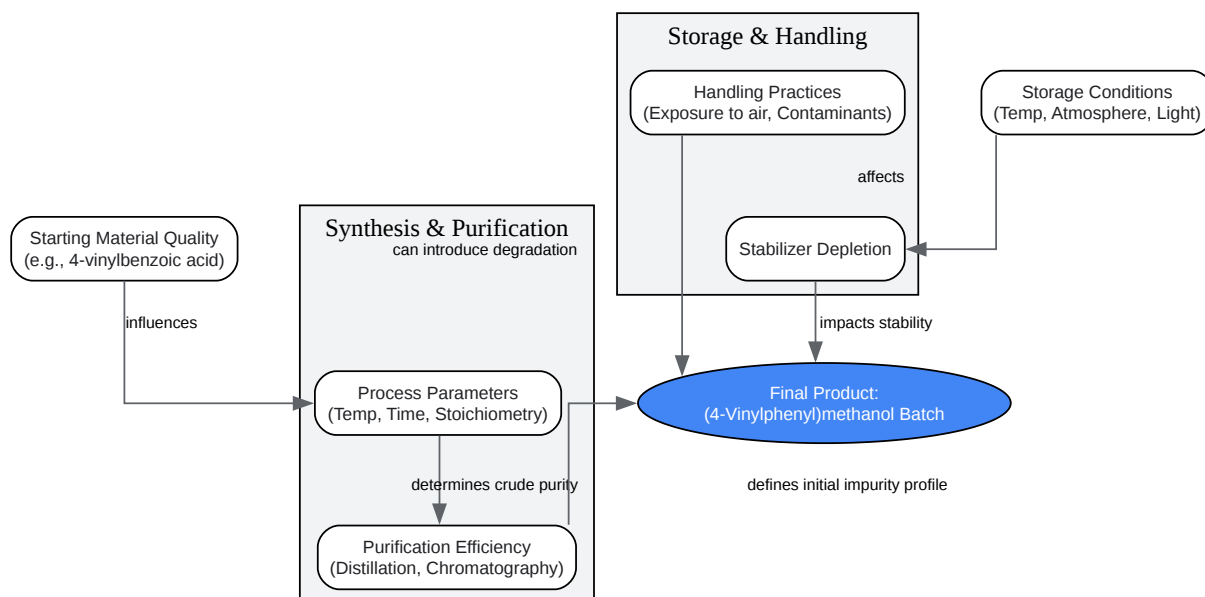 Storage & Handling
Handling Practices
(Exposure to air, Contaminants)
Storage Conditions
(Temp, Atmosphere, Light)
affects
Synthesis & Purification
can introduce degradation
Starting Material Quality
(e.g., 4-vinylbenzoic acid)
Stabilizer Depletion
influences
impacts stability
Process Parameters
(Temp, Time, Stoichiometry)
Final Product:
(4-Vinylphenyl)methanol Batch
determines crude purity
defines initial impurity profile
Purification Efficiency
(Distillation, Chromatography)